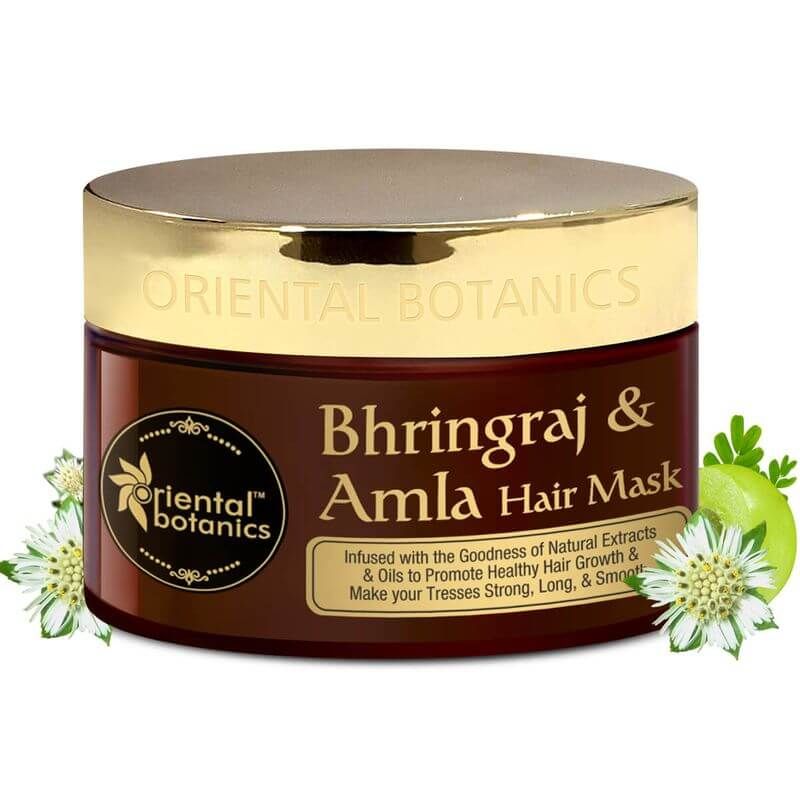 ORIENTAL BOTANICS
Bhringraj &
Amla Hair Mask
oriental™
botanics
Infused with the Goodness of Natural Extracts
& Oils to Promote Healthy Hair Growth &
Make your Tresses Strong, Long, & Smooth